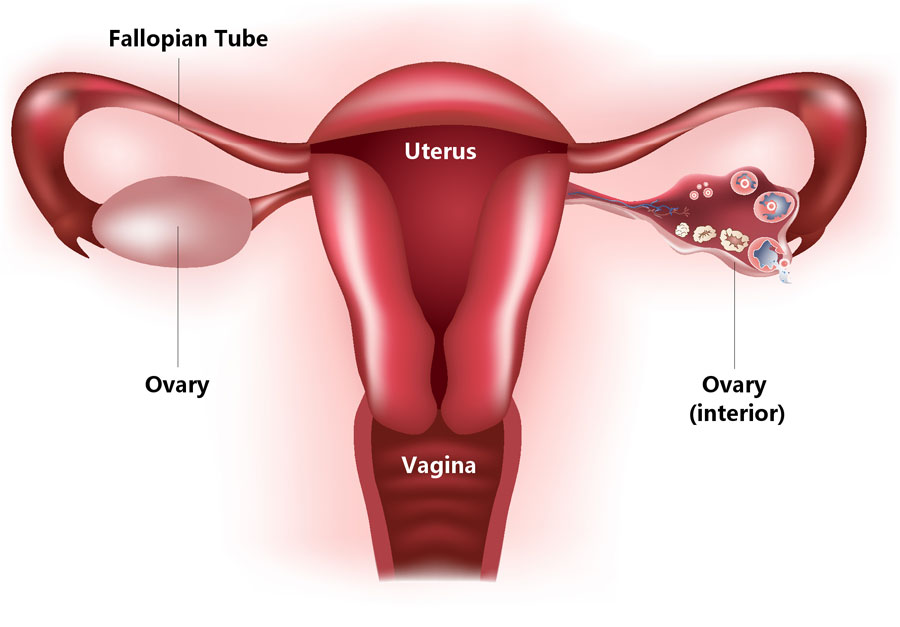 Fallopian Tube
Uterus
Ovary
Ovary
(interior)
Vagina